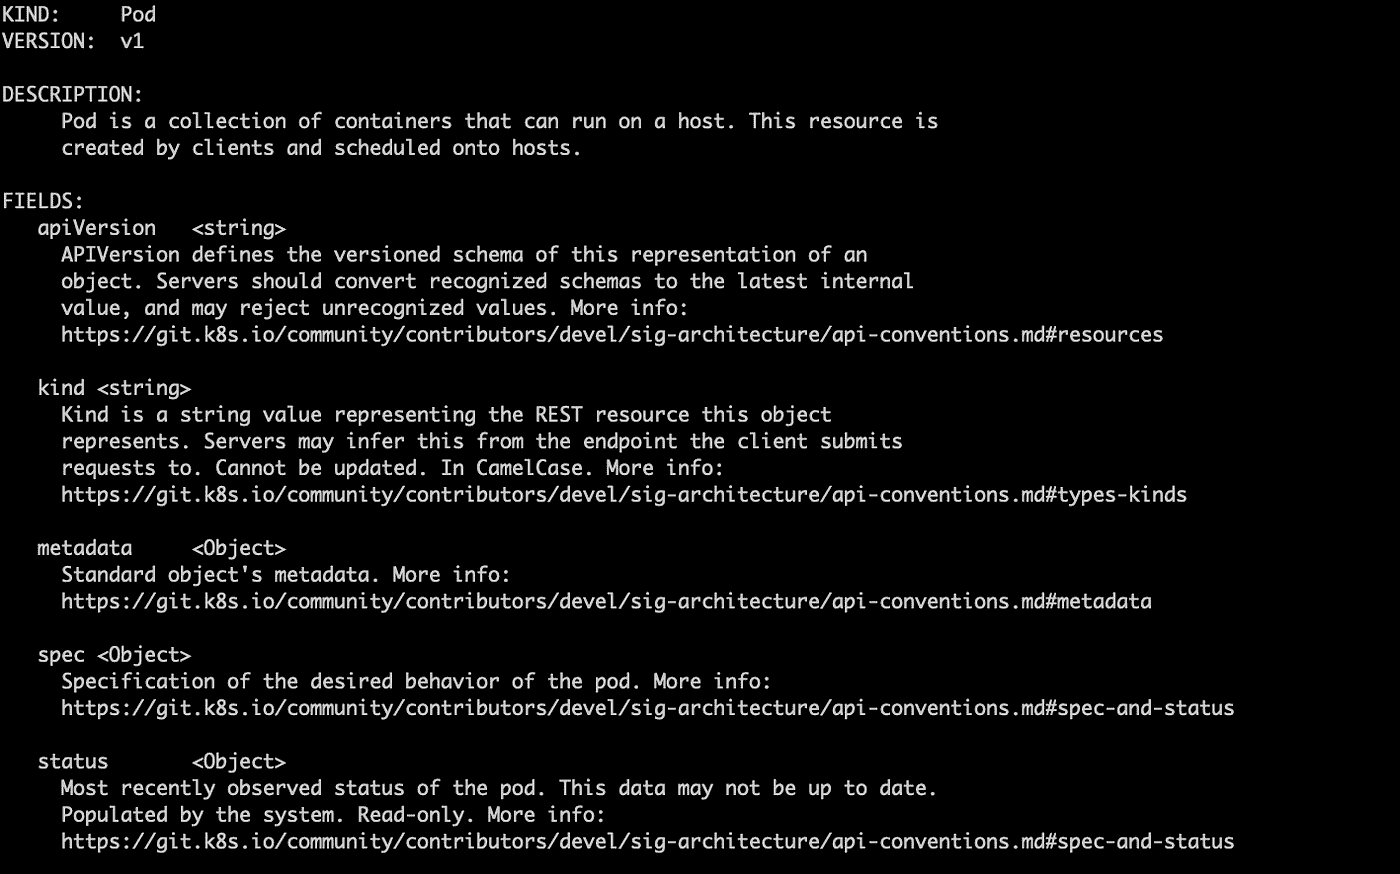 KIND:     Pod
VERSION:  v1

DESCRIPTION:
     Pod is a collection of containers that can run on a host. This resource is
     created by clients and scheduled onto hosts.

FIELDS:
   apiVersion   <string>
     APIVersion defines the versioned schema of this representation of an
     object. Servers should convert recognized schemas to the latest internal
     value, and may reject unrecognized values. More info:
     https://git.k8s.io/community/contributors/devel/sig-architecture/api-conventions.md#resources

   kind <string>
     Kind is a string value representing the REST resource this object
     represents. Servers may infer this from the endpoint the client submits
     requests to. Cannot be updated. In CamelCase. More info:
     https://git.k8s.io/community/contributors/devel/sig-architecture/api-conventions.md#types-kinds

   metadata     <Object>
     Standard object's metadata. More info:
     https://git.k8s.io/community/contributors/devel/sig-architecture/api-conventions.md#metadata

   spec <Object>
     Specification of the desired behavior of the pod. More info:
     https://git.k8s.io/community/contributors/devel/sig-architecture/api-conventions.md#spec-and-status

   status       <Object>
     Most recently observed status of the pod. This data may not be up to date.
     Populated by the system. Read-only. More info:
     https://git.k8s.io/community/contributors/devel/sig-architecture/api-conventions.md#spec-and-status